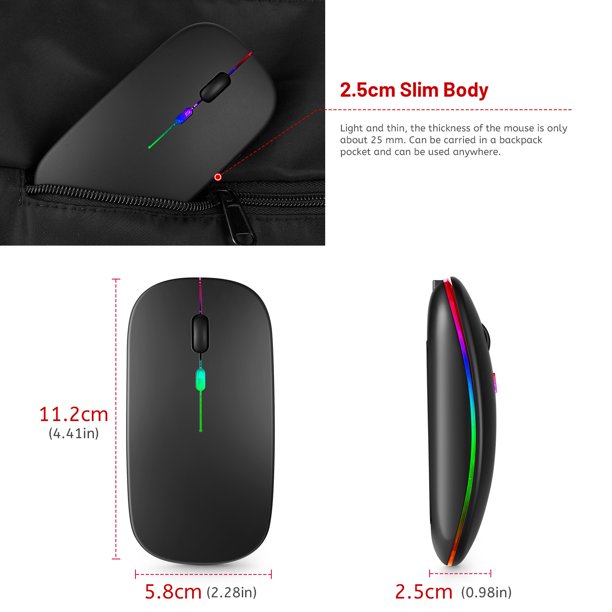 2.5cm Slim Body
Light and thin, the thickness of the mouse is only
about 25 mm. Can be carried in a backpack
pocket and can be used anywhere.
11.2cm
(4.41in)
5.8cm (2.28in)
2.5cm (0.98in)